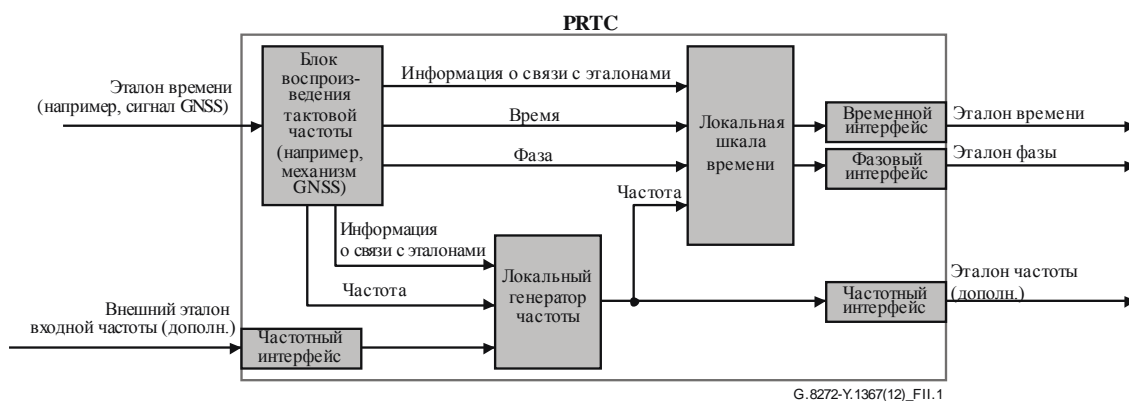 PRTC
Эталон времени
(например, сигнал GNSS)
Блок
воспроиз-
ведения
тактовой
частоты
(например,
механизм
GNSS)
Информация о связи с эталонами
Время
Фаза
Частота
Локальная
шкала
времени
Временной
интерфейс
Эталон времени
Фазовый
интерфейс
Эталон фазы
Информация
о связи с эталонами
Частота
Локальный
генератор
частоты
Частотный
интерфейс
Эталон частоты
(дополн.)
Внешний эталон
входной частоты (дополн.)
Частотный
интерфейс
G.8272-Y.1367(12)_FII.1